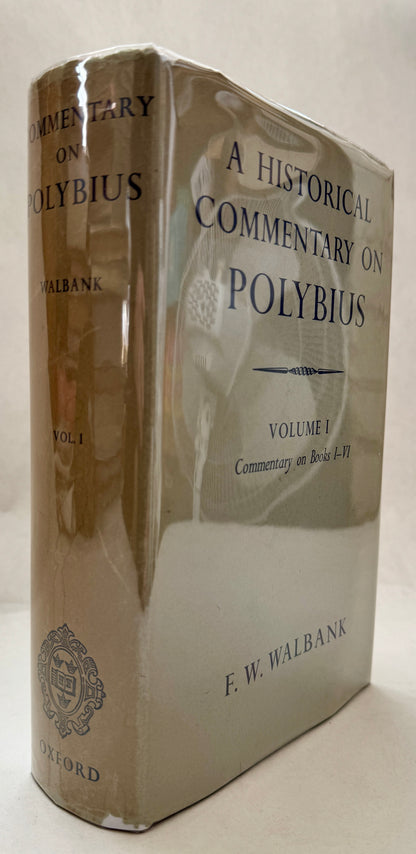 COMMENTARY
ON
POLYBIUS
WALBANK
VOL. I
OXFORD
A HISTORICAL
COMMENTARY ON
POLYBIUS
VOLUME I
Commentary on Books I–VI
F. W. WALBANK